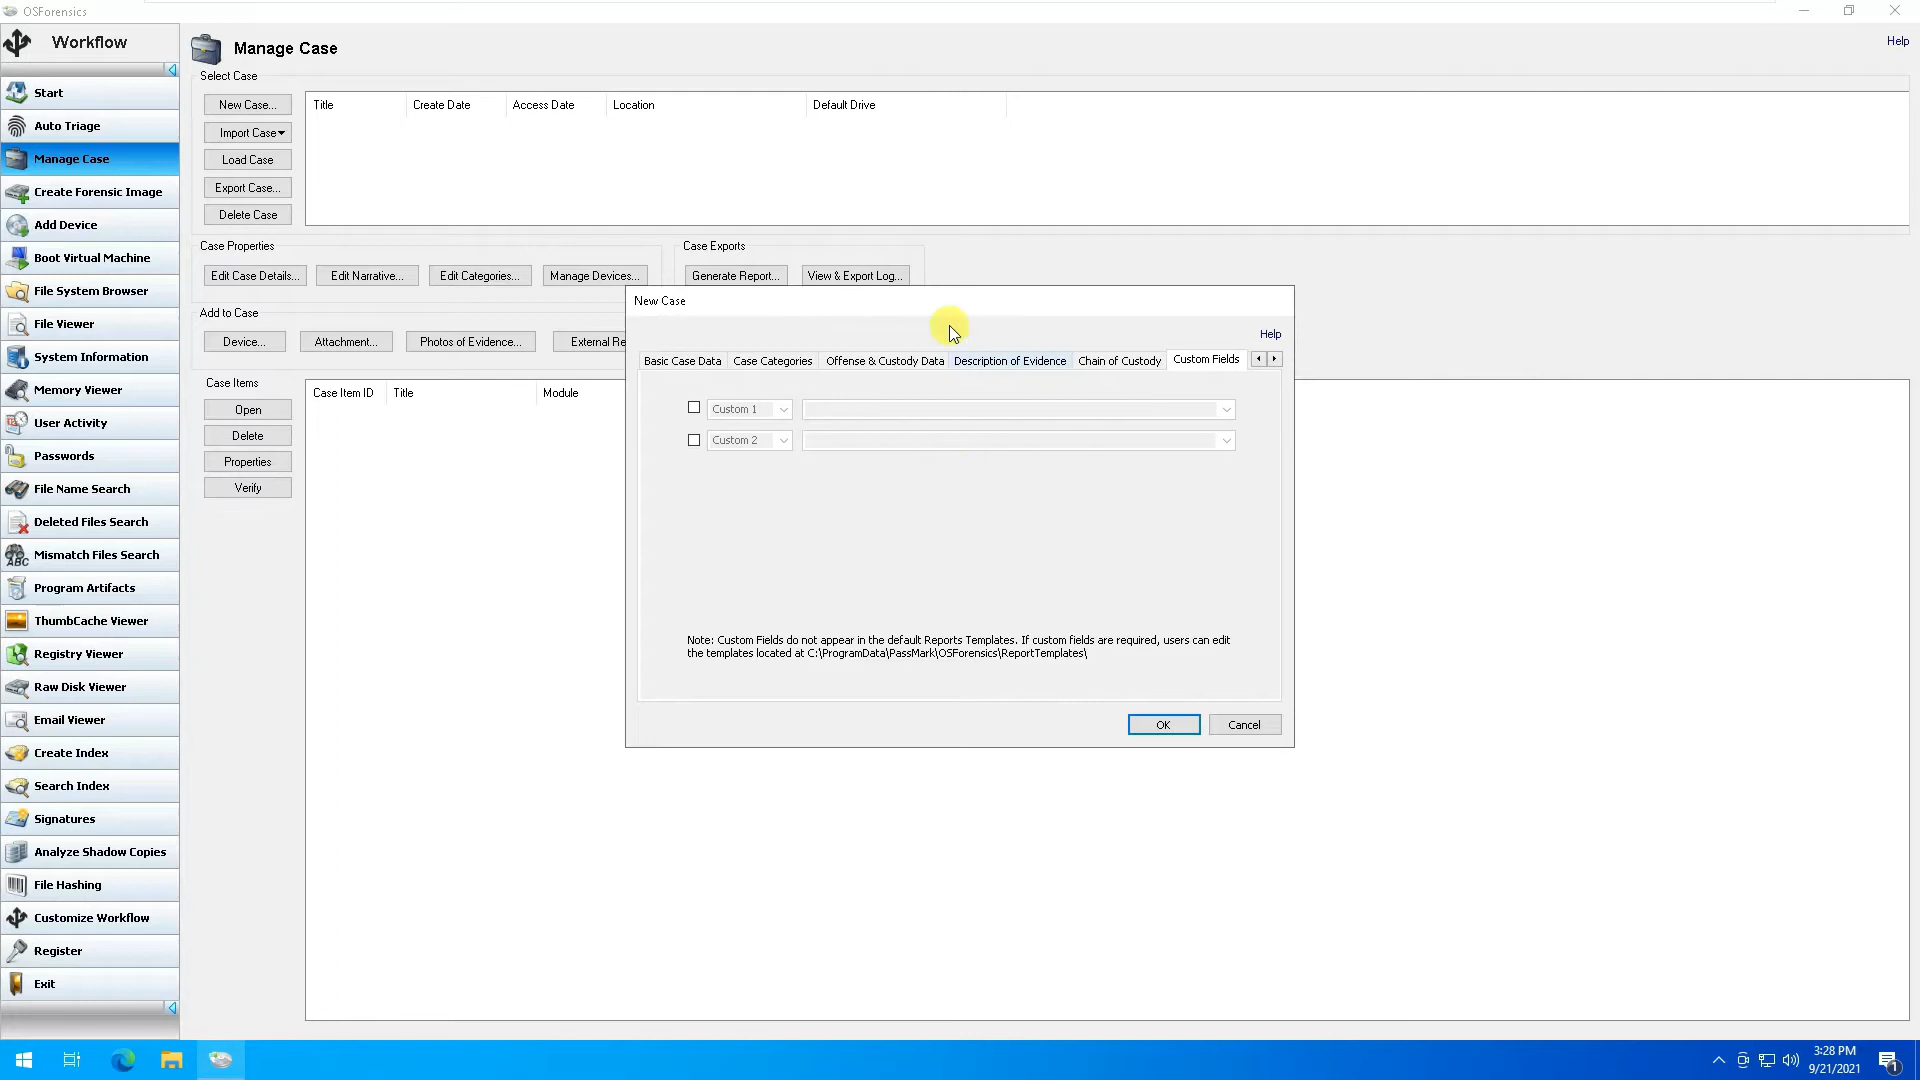 OSForensics
Workflow
Start
Auto Triage
Manage Case
Create Forensic Image
Add Device
Boot Virtual Machine
File System Browser
File Viewer
System Information
Memory Viewer
User Activity
Passwords
File Name Search
Deleted Files Search
Mismatch Files Search
ABC
Program Artifacts
ThumbCache Viewer
Registry Viewer
Raw Disk Viewer
Email Viewer
Create Index
Search Index
Signatures
Analyze Shadow Copies
File Hashing
Customize Workflow
Register
Exit
Manage Case
Help
Select Case
New Case...
Import Case
Load Case
Export Case...
Delete Case
Title Create Date Access Date Location Default Drive
Case Properties
Edit Case Details... Edit Narrative... Edit Categories... Manage Devices...
Case Exports
Generate Report... View & Export Log...
Add to Case
Device... Attachment... Photos of Evidence... External Re
Case Items
Open
Delete
Properties
Verify
Case Item ID Title Module
New Case
Help
Basic Case Data Case Categories Offense & Custody Data Description of Evidence Chain of Custody Custom Fields
Custom 1
Custom 2
Note: Custom Fields do not appear in the default Reports Templates. If custom fields are required, users can edit
the templates located at C:\ProgramData\PassMark\OSForensics\ReportTemplates\
OK Cancel
3:28 PM
9/21/2021
1